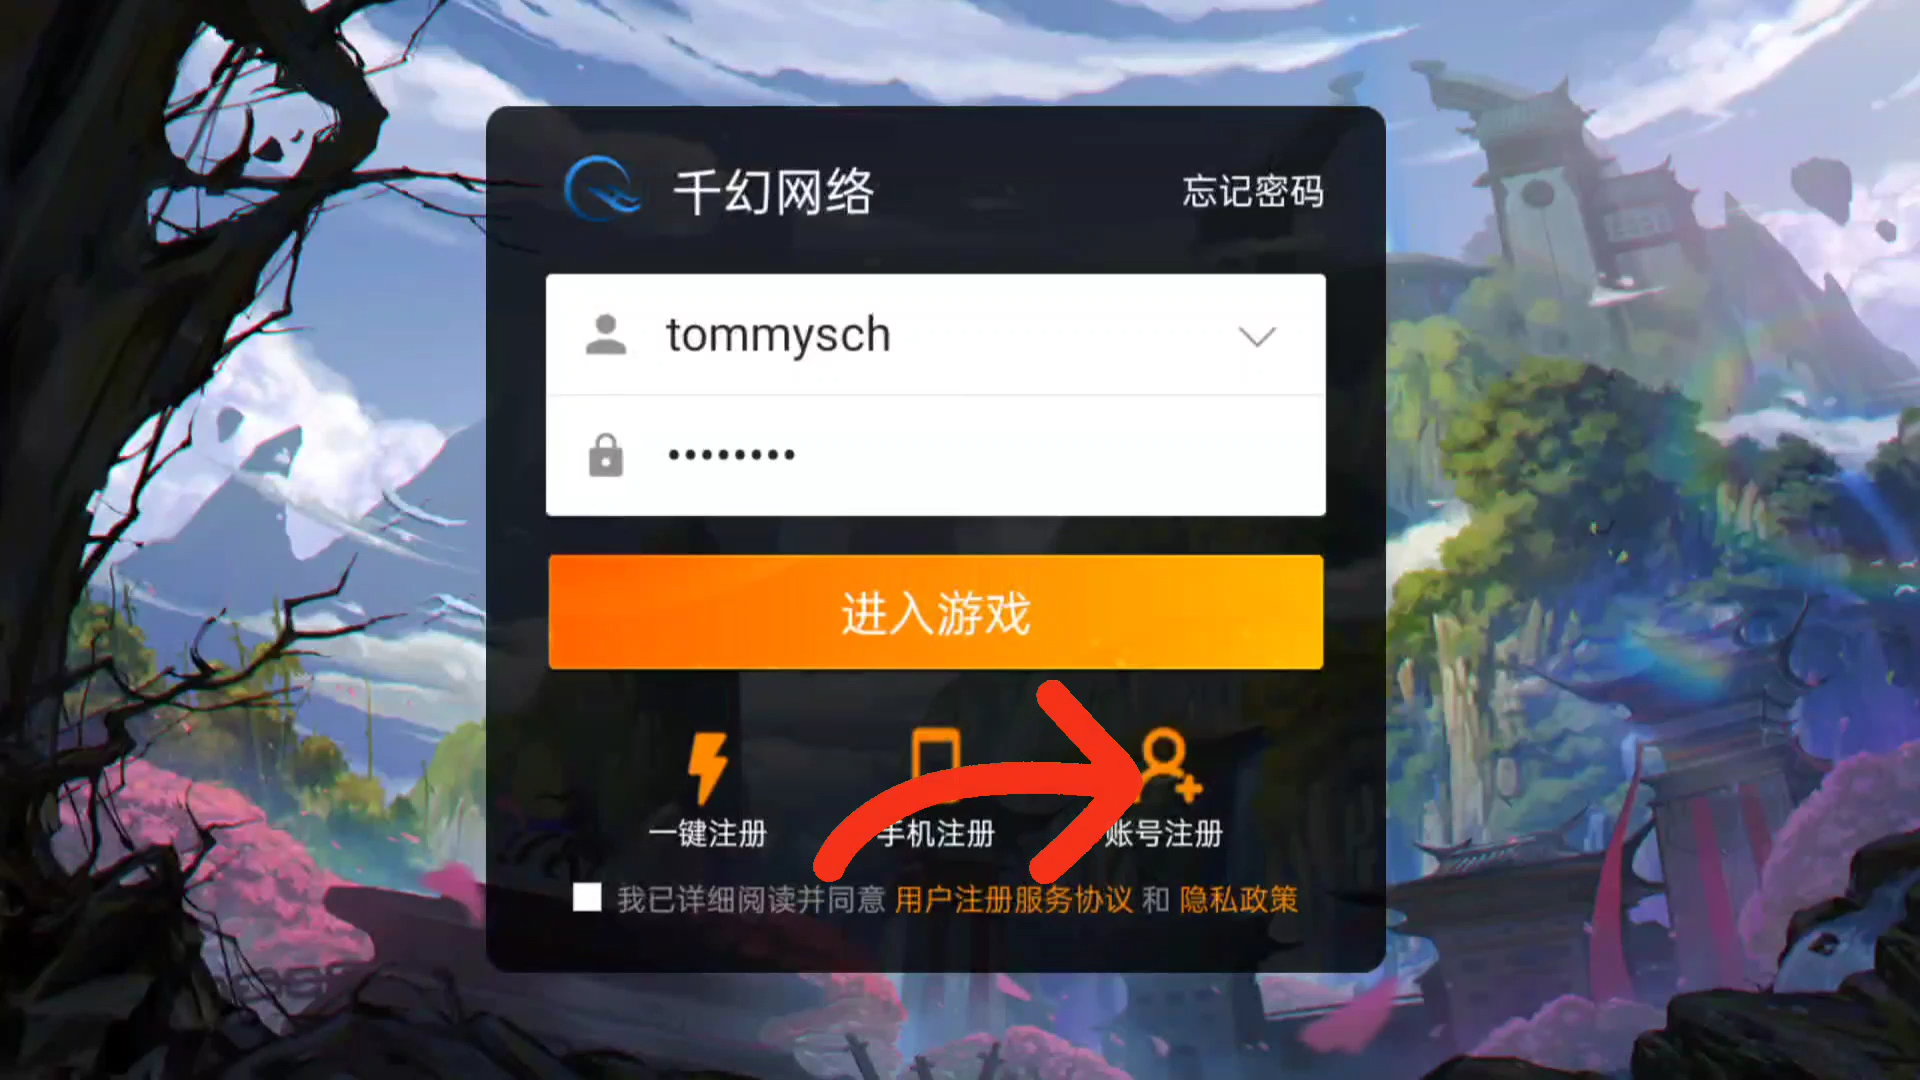 千幻网络
忘记密码
tommysch
进入游戏
一键注册
手机注册
账号注册
我已详细阅读并同意 用户注册服务协议 和 隐私政策